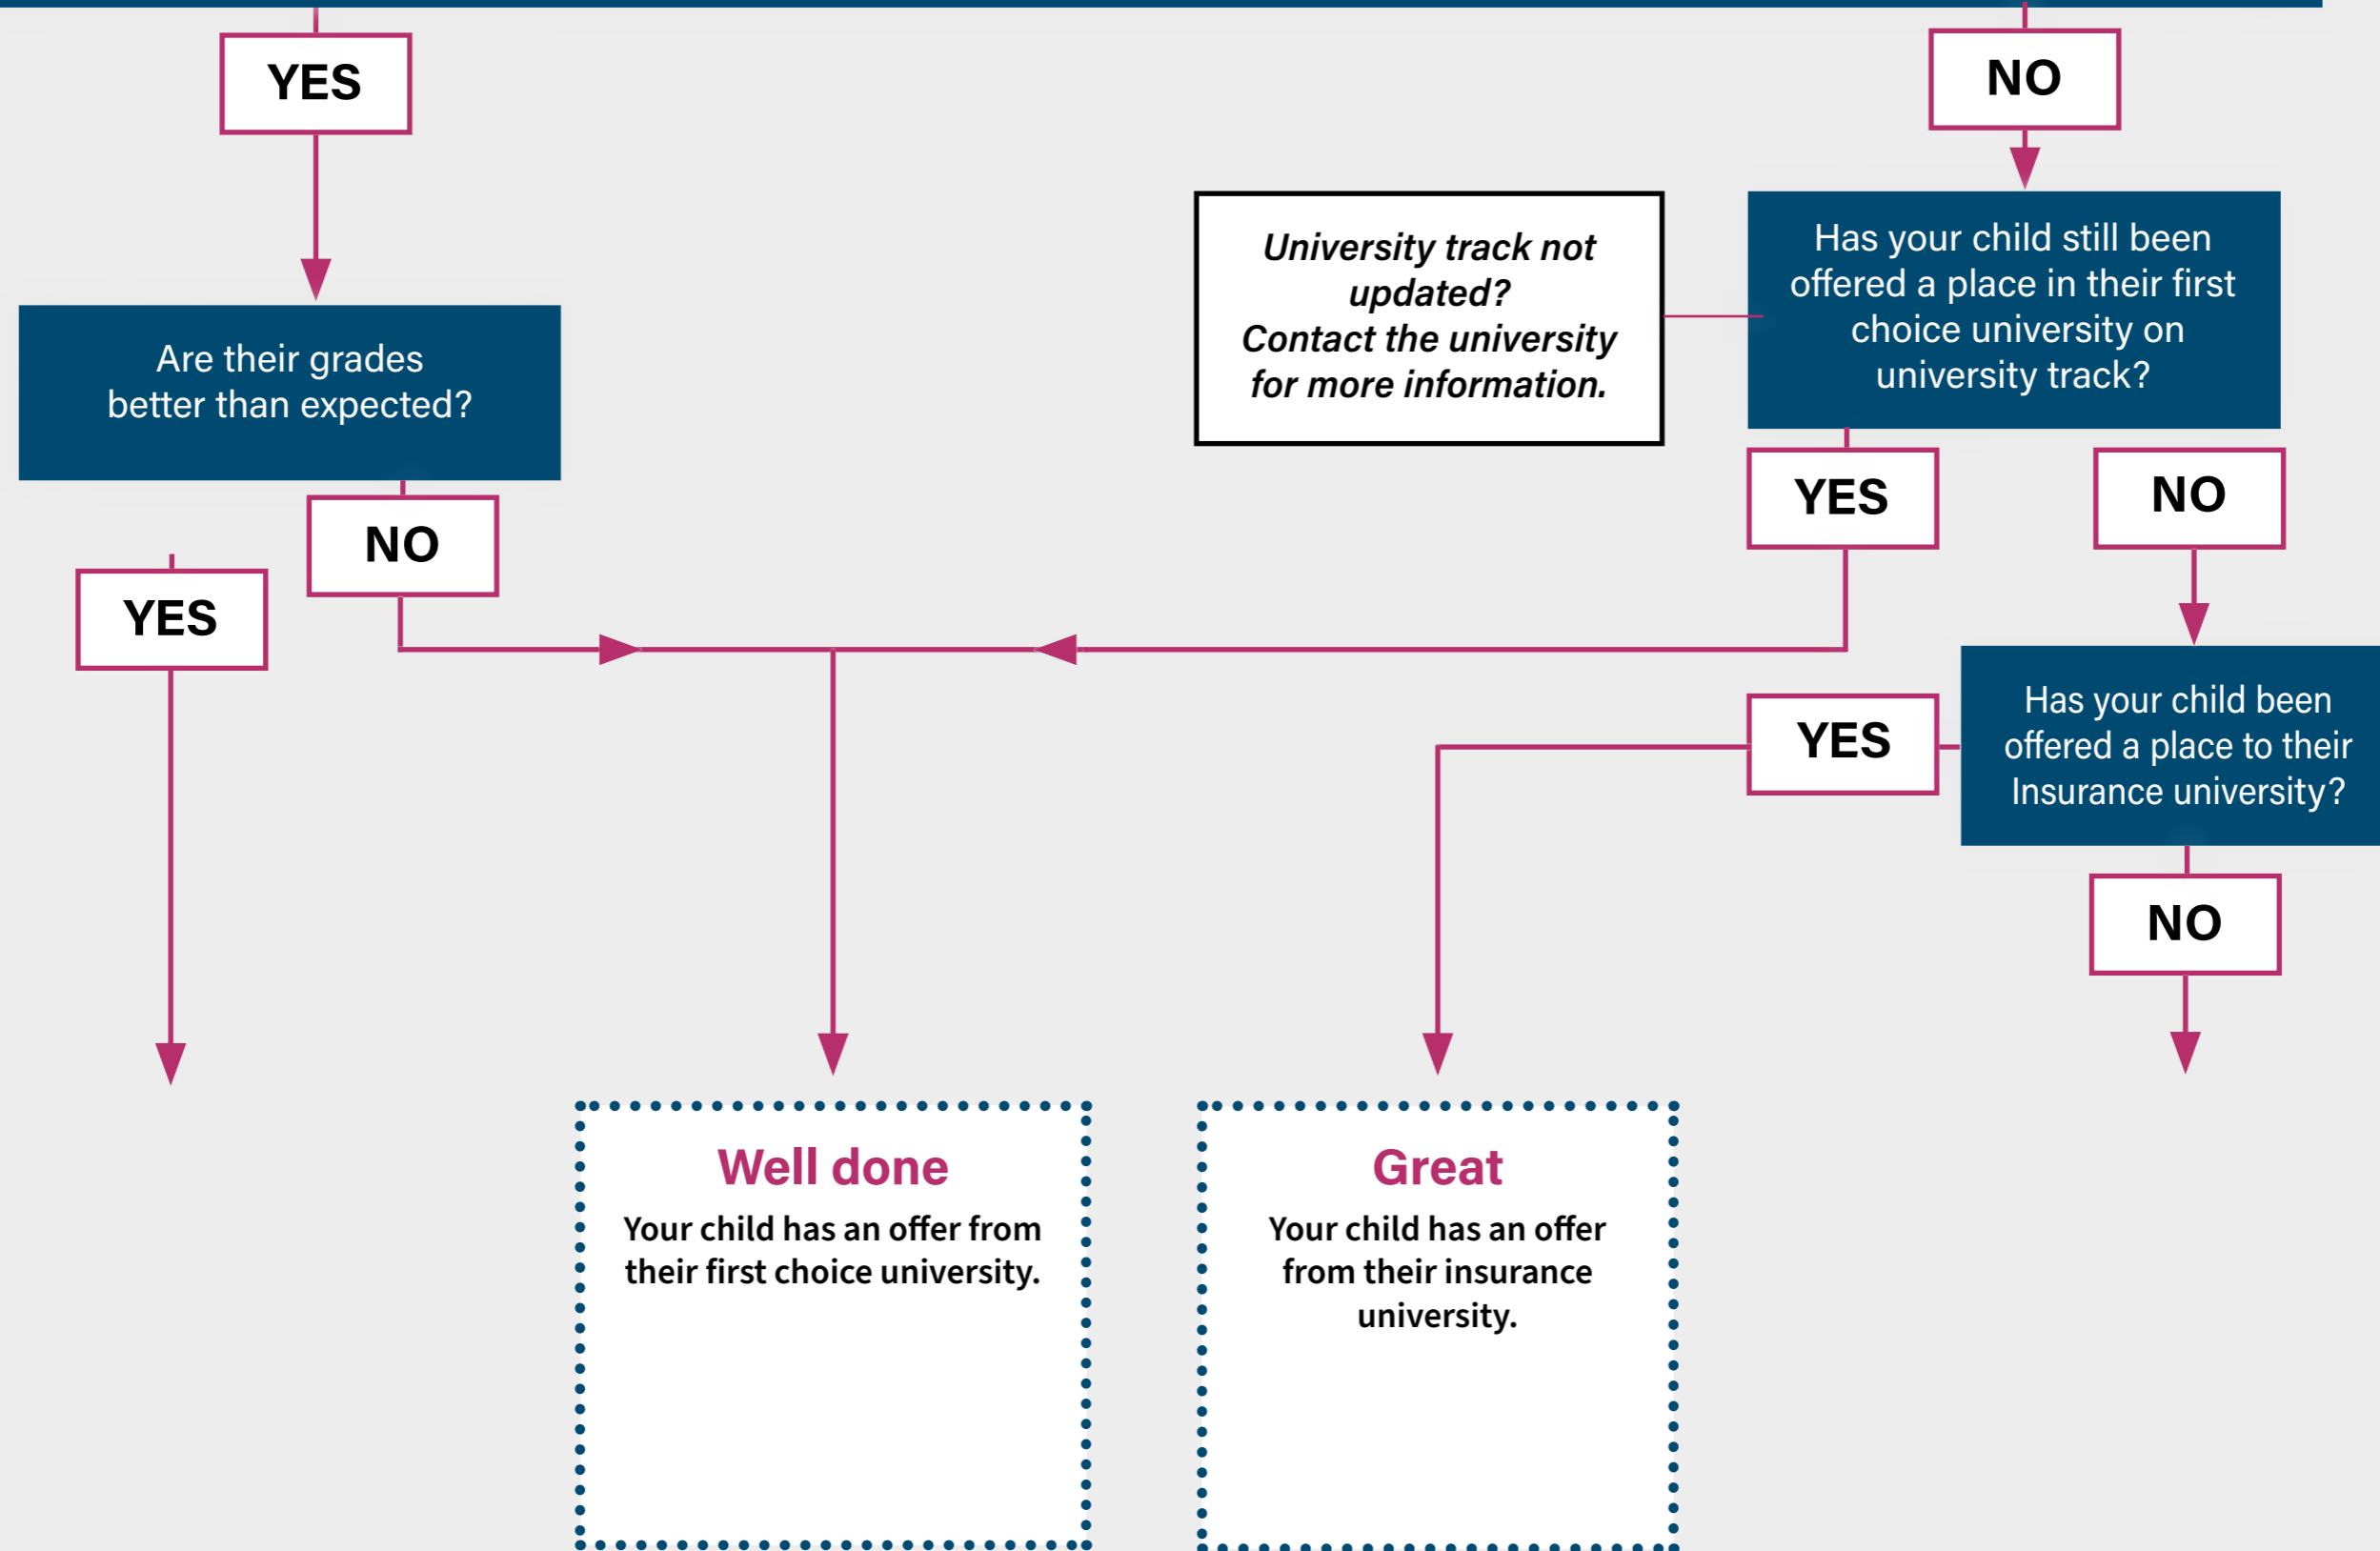 YES
NO
University track not
updated?
Contact the university
for more information.
Has your child still been
offered a place in their first
choice university on
university track?
Are their grades
better than expected?
YES
NO
NO
YES
YES
Has your child been
offered a place to their
Insurance university?
NO
Well done
Your child has an offer from
their first choice university.
Great
Your child has an offer
from their insurance
university.